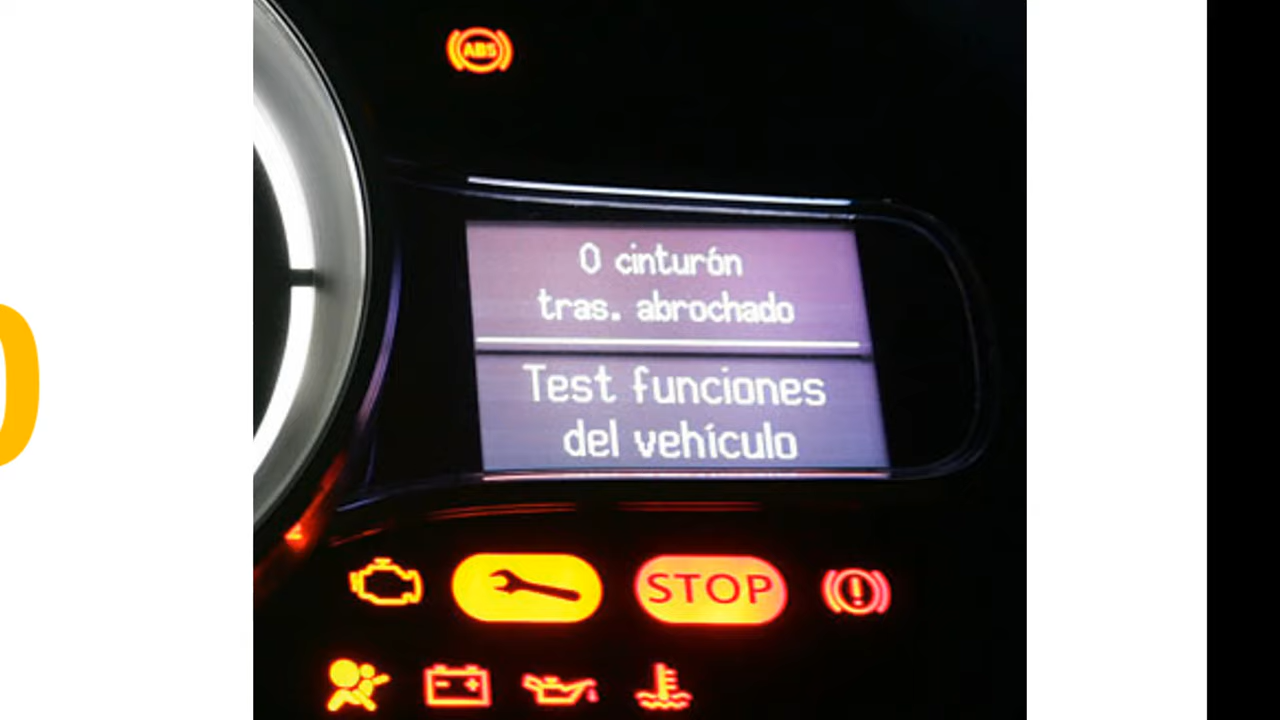 ABS
0 cinturón
tras. abrochado
Test funciones
del vehículo
STOP